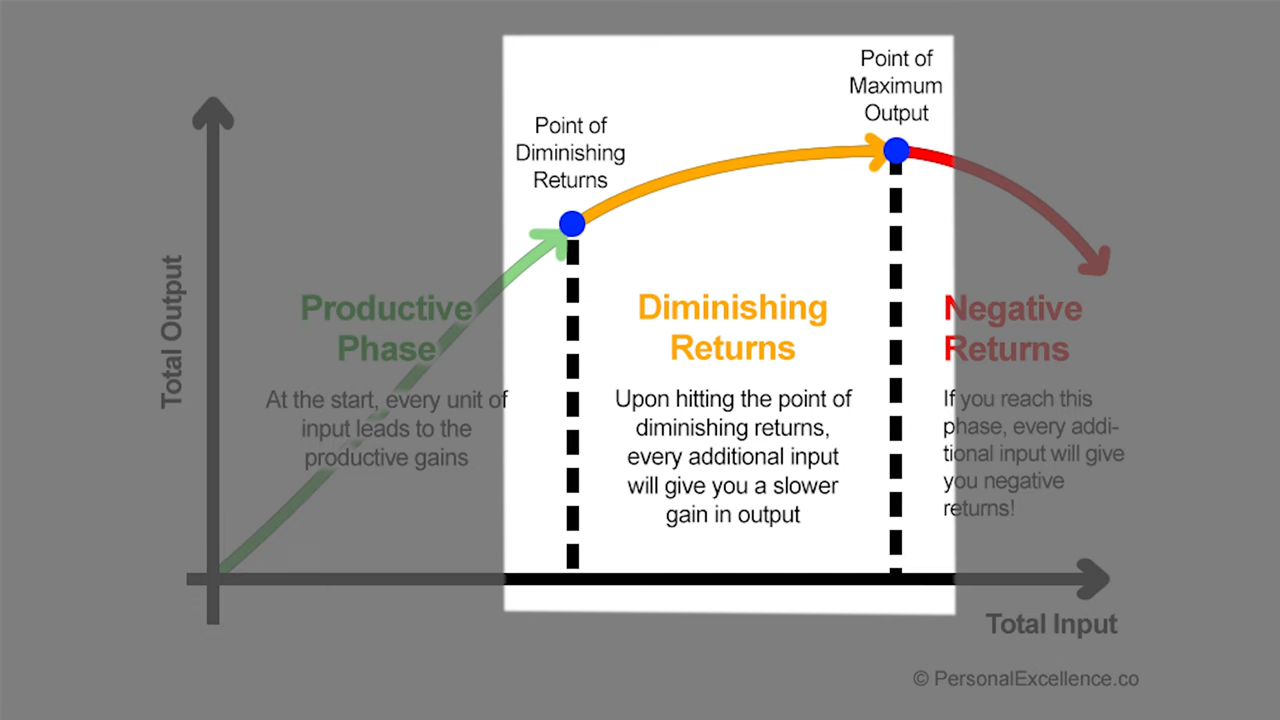 Point of
Maximum
Output
Point of
Diminishing
Returns
Total Output
Productive
Phase
At the start, every unit of
input leads to the
productive gains
Diminishing
Returns
Upon hitting the point of
diminishing returns,
every additional input
will give you a slower
gain in output
Negative
Returns
If you reach this
phase, every addi-
tional input will give
you negative
returns!
Total Input
© PersonalExcellence.co